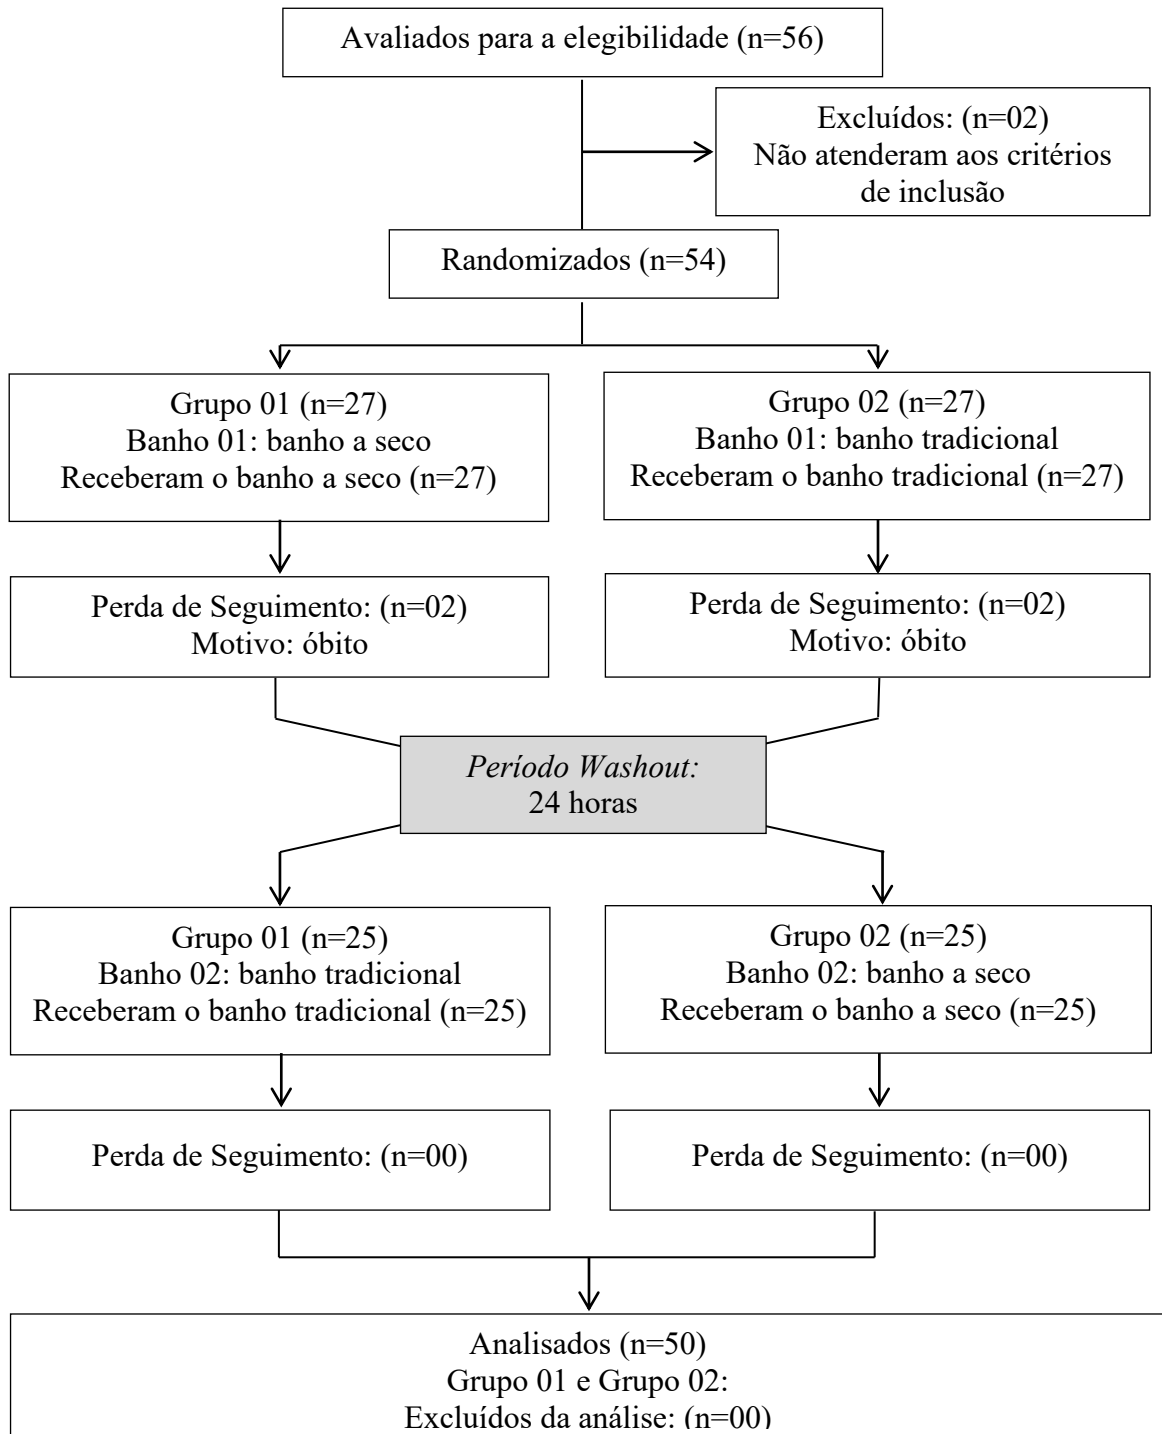 Avaliados para a elegibilidade (n=56)
Excluídos: (n=02)
Não atenderam aos critérios
de inclusão
Randomizados (n=54)
Grupo 01 (n=27)
Banho 01: banho a seco
Receberam o banho a seco (n=27)
Grupo 02 (n=27)
Banho 01: banho tradicional
Receberam o banho tradicional (n=27)
Perda de Seguimento: (n=02)
Motivo: óbito
Perda de Seguimento: (n=02)
Motivo: óbito
Período Washout:
24 horas
Grupo 01 (n=25)
Banho 02: banho tradicional
Receberam o banho tradicional (n=25)
Grupo 02 (n=25)
Banho 02: banho a seco
Receberam o banho a seco (n=25)
Perda de Seguimento: (n=00)
Perda de Seguimento: (n=00)
Analisados (n=50)
Grupo 01 e Grupo 02:
Excluídos da análise: (n=00)